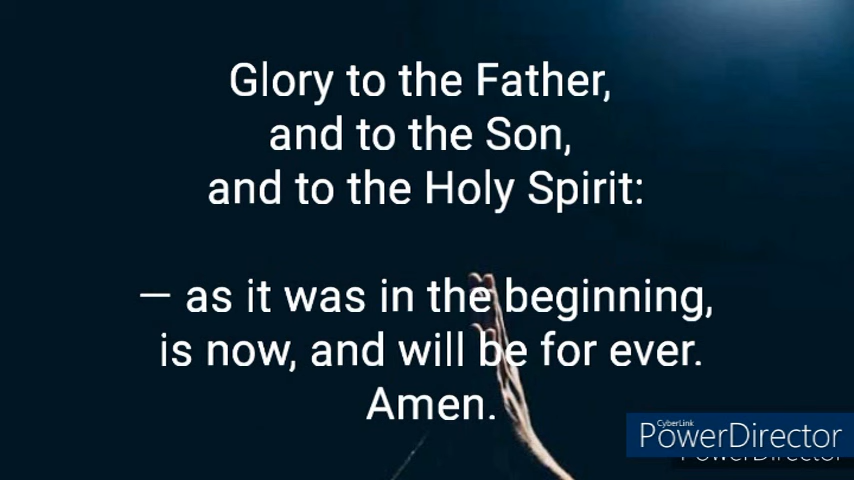 Glory to the Father,
and to the Son,
and to the Holy Spirit:
— as it was in the beginning,
is now, and will be for ever.
Amen.
CyberLink
PowerDirector
PowerDirector